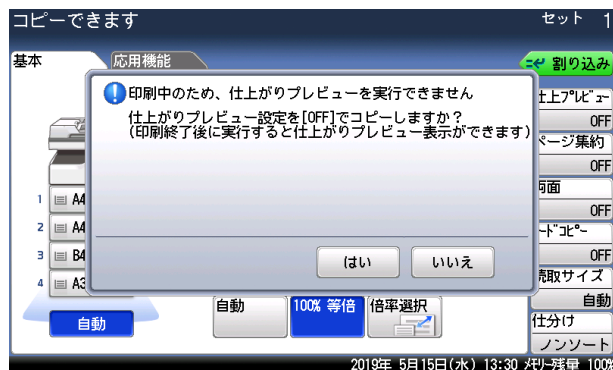 コピーできます
セット 1
基本
応用機能
割り込み
印刷中のため、仕上がりプレビューを実行できません
仕上がりプレビュー設定を[OFF]でコピーしますか？
(印刷終了後に実行すると仕上がりプレビュー表示ができます)
はい
いいえ
仕上ﾌﾟﾚﾋﾞｭｰ
OFF
ページ集約
OFF
両面
OFF
OFF
読取サイズ
自動
仕分け
ノンソート
1 A4
2 A4
3 B4
4 A3
自動
自動
100% 等倍
倍率選択
2019年 5月15日(水) 13:30 ﾒﾓﾘｰ残量 100%